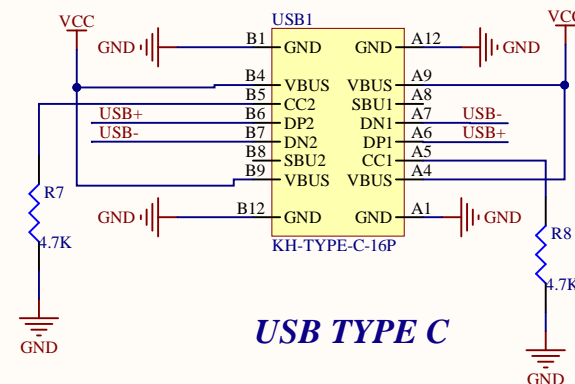 VCC
USB1
VCC
GND
B1
GND
GND
A12
GND
B4
VBUS
VBUS
A9
B5
CC2
SBU1
A8
USB+
B6
DP2
DN1
A7
USB-
USB-
B7
DN2
DP1
A6
USB+
B8
SBU2
CC1
A5
B9
VBUS
VBUS
A4
R7
GND
B12
GND
GND
A1
GND
4.7K
KH-TYPE-C-16P
R8
4.7K
USB TYPE C
GND
GND